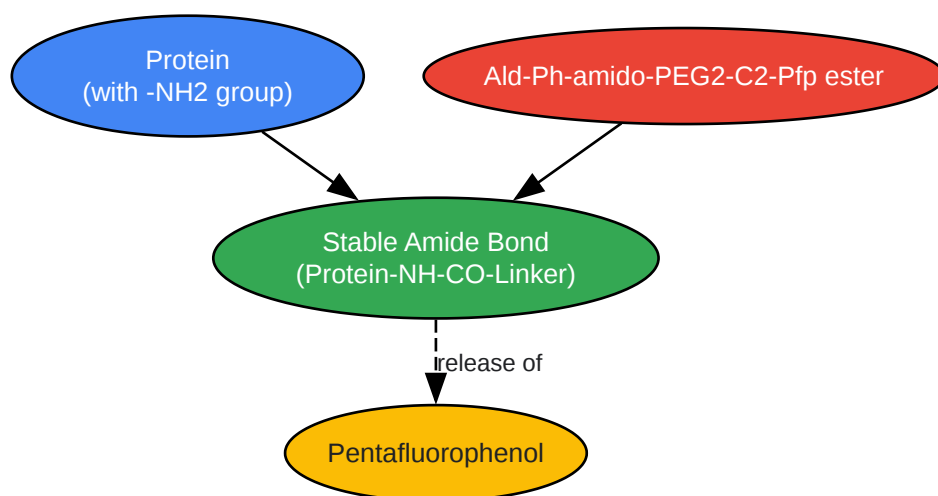 Protein
(with -NH2 group)
Ald-Ph-amido-PEG2-C2-Pfp ester
Stable Amide Bond
(Protein-NH-CO-Linker)
release of
Pentafluorophenol